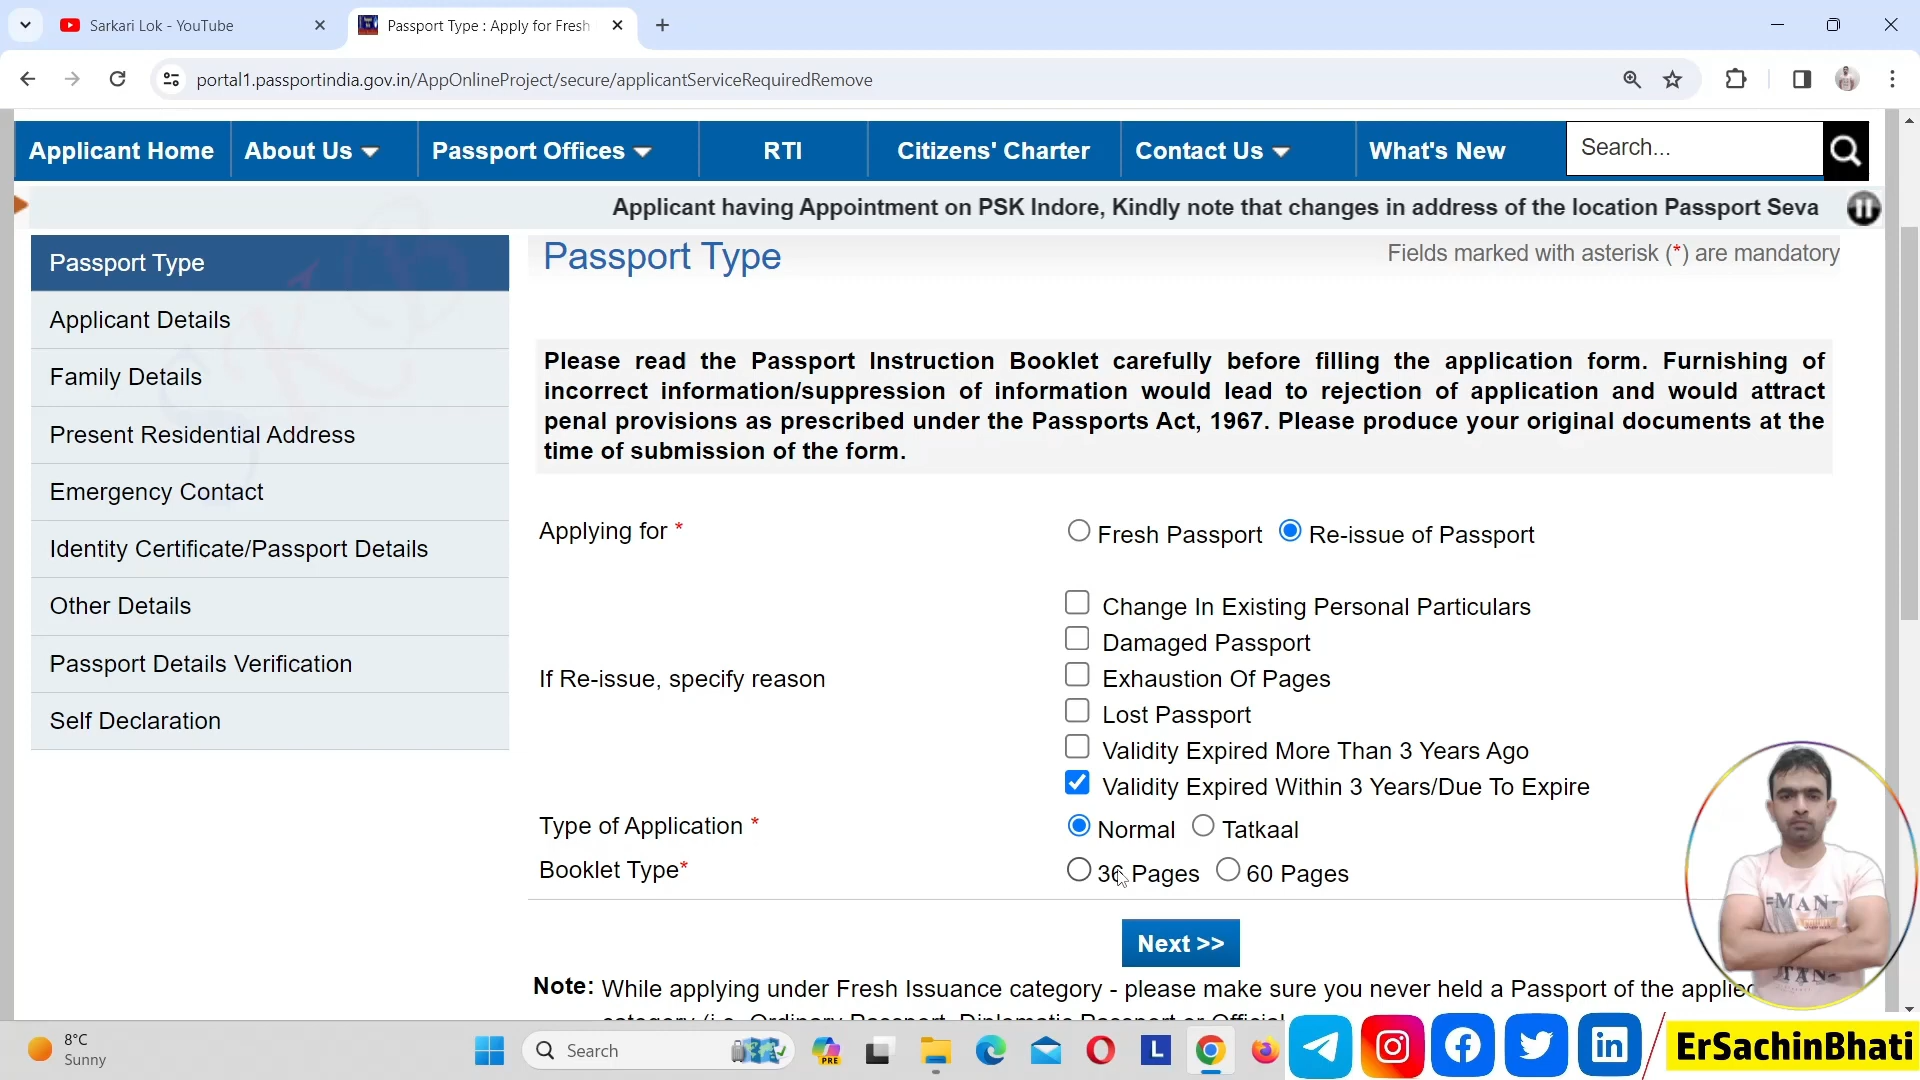 Sarkari Lok - YouTube
Passport Type : Apply for Fresh
portal1.passportindia.gov.in/AppOnlineProject/secure/applicantServiceRequiredRemove
Applicant Home About Us Passport Offices RTI Citizens' Charter Contact Us What's New Search...
Applicant having Appointment on PSK Indore, Kindly note that changes in address of the location Passport Seva
Passport Type
Applicant Details
Family Details
Present Residential Address
Emergency Contact
Identity Certificate/Passport Details
Other Details
Passport Details Verification
Self Declaration
Passport Type
Fields marked with asterisk (*) are mandatory
Please read the Passport Instruction Booklet carefully before filling the application form. Furnishing of
incorrect information/suppression of information would lead to rejection of application and would attract
penal provisions as prescribed under the Passports Act, 1967. Please produce your original documents at the
time of submission of the form.
Applying for * Fresh Passport Re-issue of Passport
If Re-issue, specify reason
Change In Existing Personal Particulars
Damaged Passport
Exhaustion Of Pages
Lost Passport
Validity Expired More Than 3 Years Ago
Validity Expired Within 3 Years/Due To Expire
Type of Application * Normal Tatkaal
Booklet Type* 36 Pages 60 Pages
Next >>
Note: While applying under Fresh Issuance category - please make sure you never held a Passport of the
category (i.e. Ordinary Passport, Diplomatic Passport or Official
MAN
8°C
Sunny
Search
PRE
L
in
ErSachinBhati